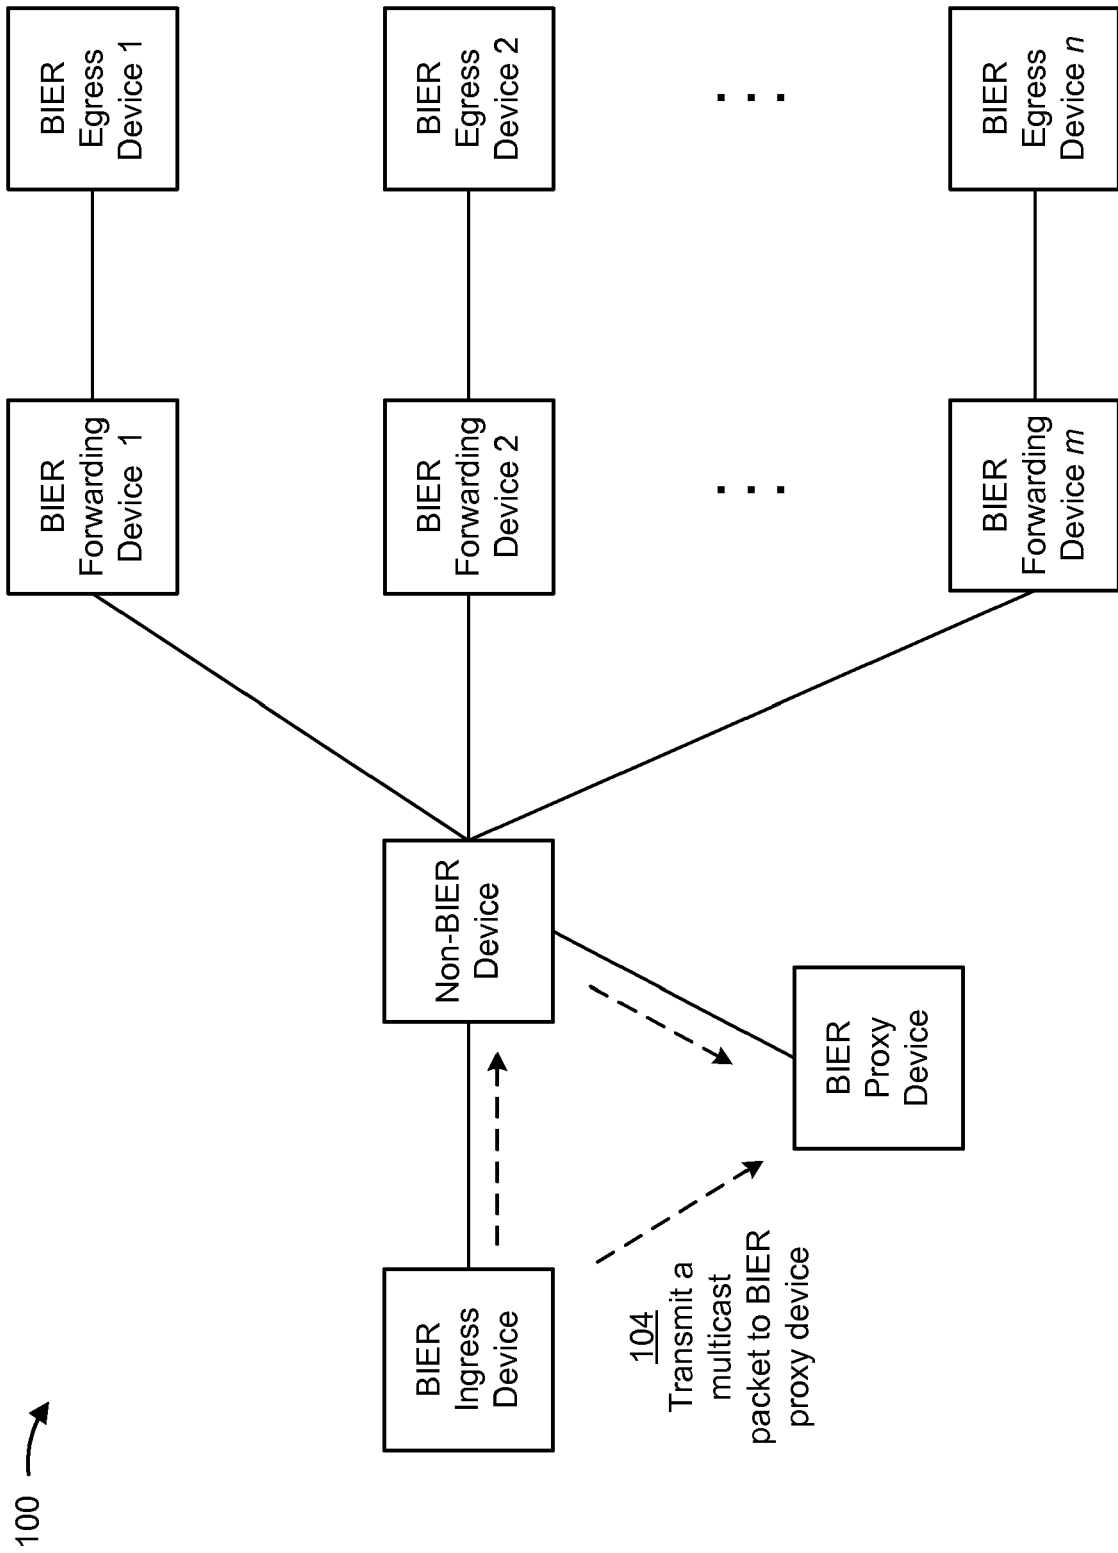 100
BIER
Ingress
Device
104
Transmit a
multicast
packet to BIER
proxy device
Non-BIER
Device
BIER
Proxy
Device
BIER
Forwarding
Device 1
BIER
Egress
Device 1
BIER
Forwarding
Device 2
BIER
Egress
Device 2
. . .
. . .
BIER
Forwarding
Device m
BIER
Egress
Device n